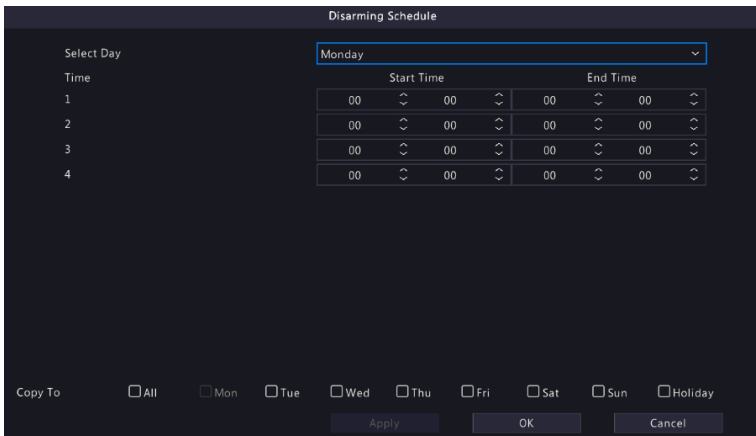 Disarming Schedule
Select Day Monday
Time Start Time End Time
1 00 00 00 00
2 00 00 00 00
3 00 00 00 00
4 00 00 00 00
Copy To All Mon Tue Wed Thu Fri Sat Sun Holiday
Apply OK Cancel